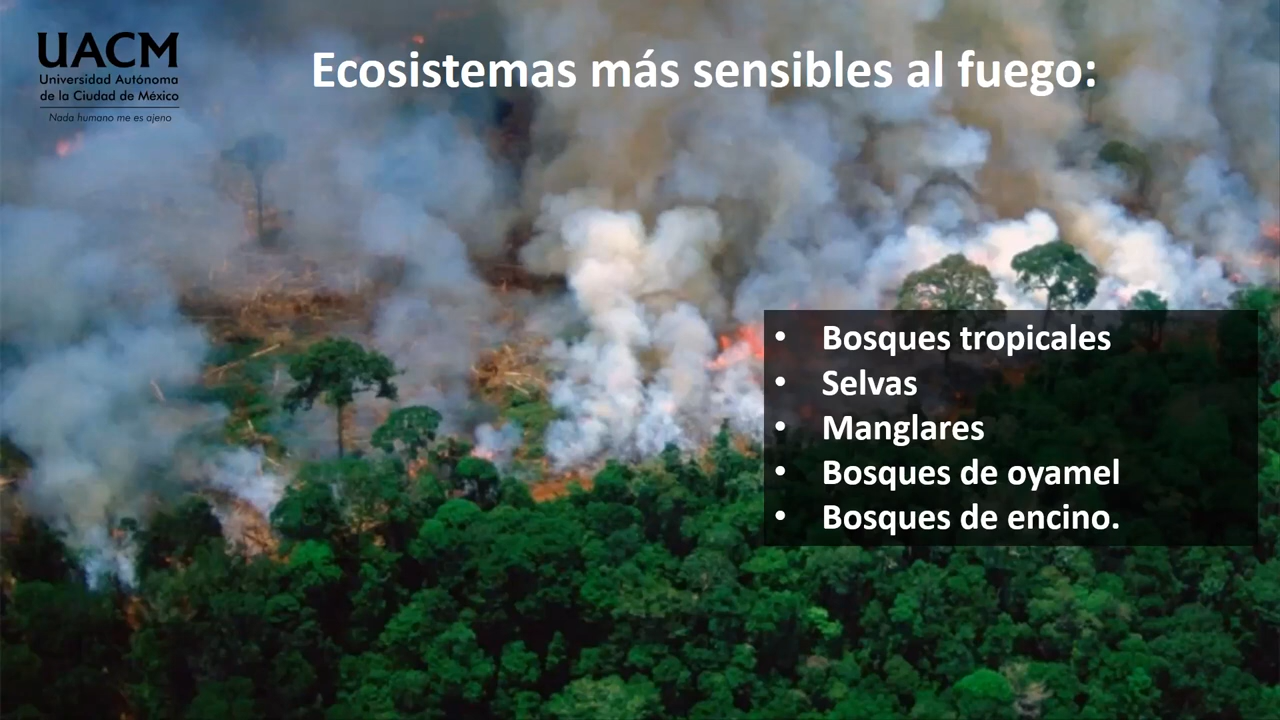 UACM
Universidad Autónoma
de la Ciudad de México
Nada humano me es ajeno
Ecosistemas más sensibles al fuego:
• Bosques tropicales
• Selvas
• Manglares
• Bosques de oyamel
• Bosques de encino.